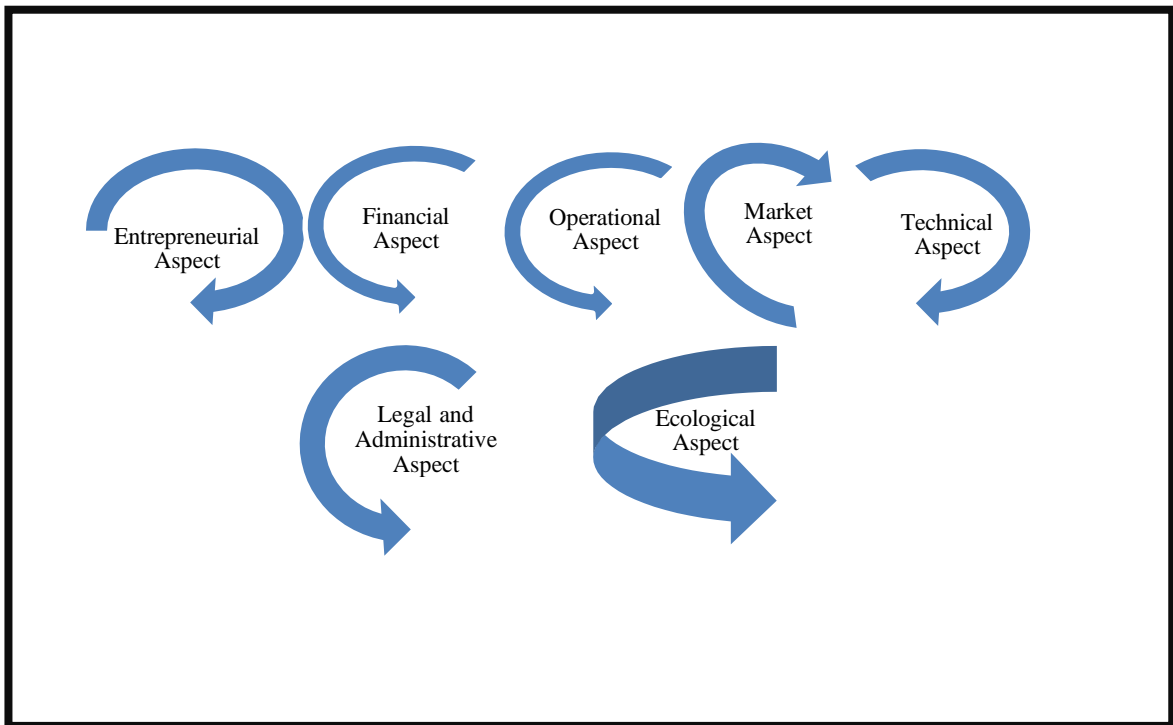 Entrepreneurial
Aspect
Financial
Aspect
Operational
Aspect
Market
Aspect
Technical
Aspect
Legal and
Administrative
Aspect
Ecological
Aspect